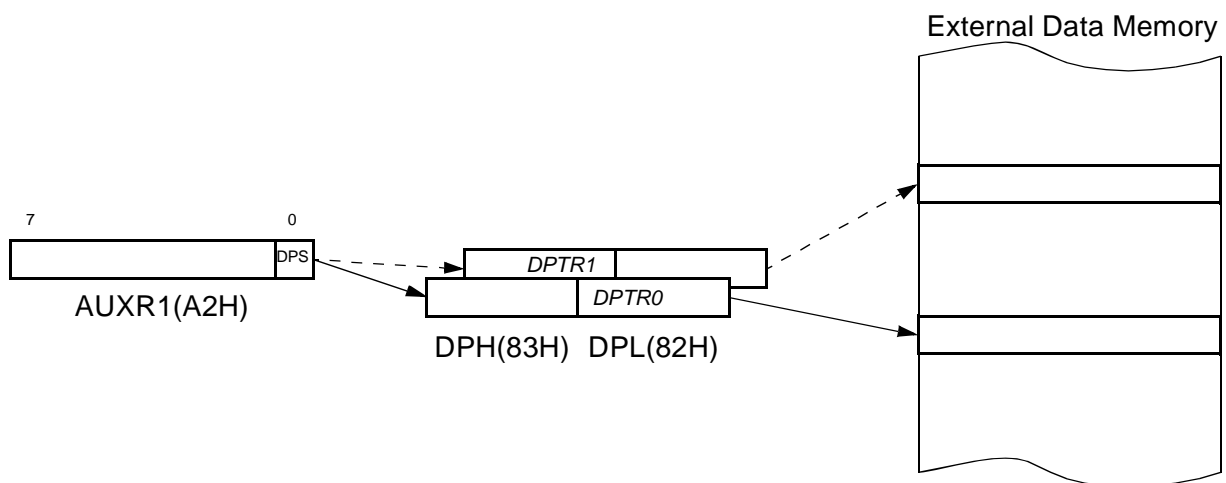 External Data Memory
7 0
DPS
DPTR1
DPTR0
AUXR1(A2H)
DPH(83H) DPL(82H)